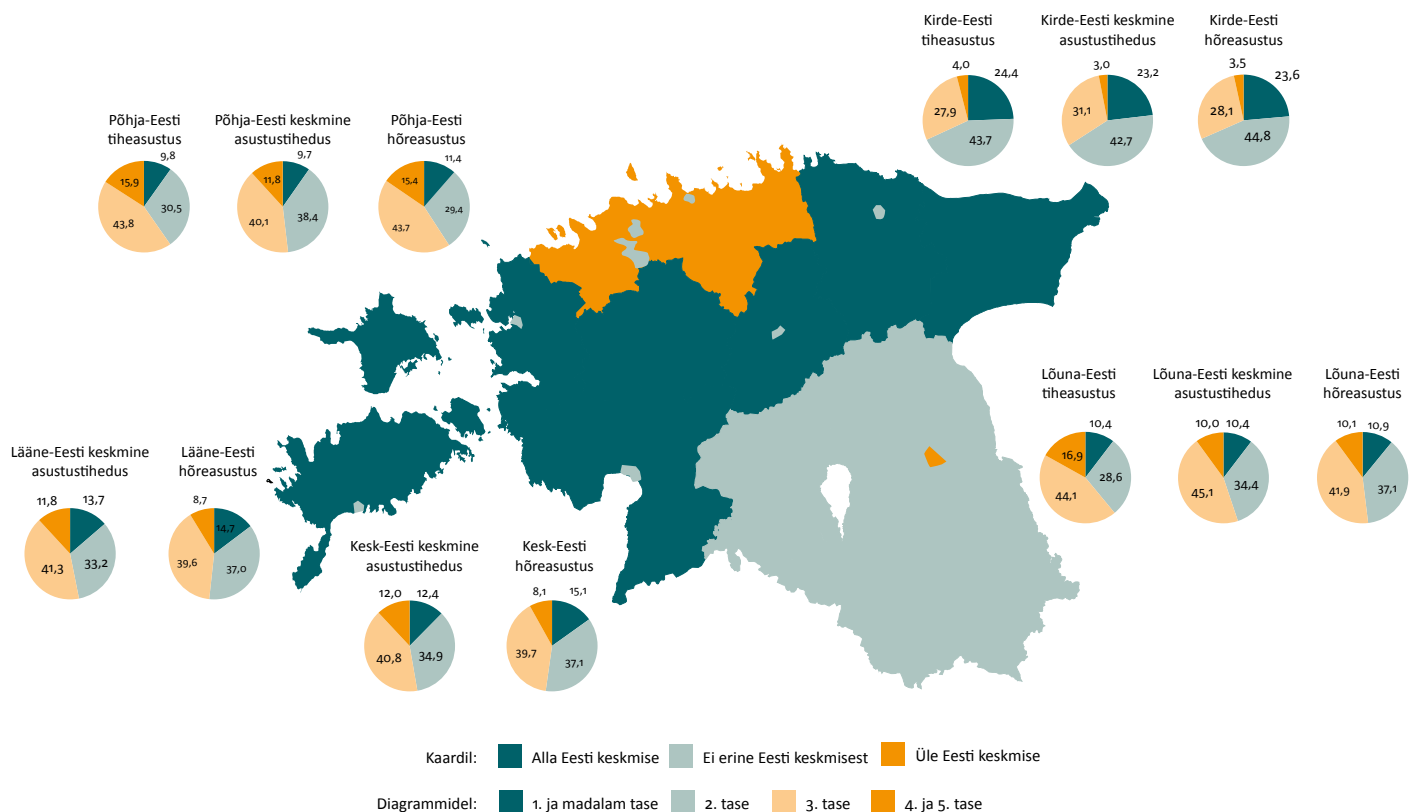 Kirde-Eesti
tiheasustus
4,0
24,4
27,9
43,7
Kirde-Eesti keskmine
asustustihedus
3,0
23,2
31,1
42,7
Kirde-Eesti
hõreasustus
3,5
23,6
28,1
44,8
Põhja-Eesti
tiheasustus
9,8
15,9
30,5
43,8
Põhja-Eesti keskmine
asustustihedus
9,7
11,8
38,4
40,1
Põhja-Eesti
hõreasustus
11,4
15,4
29,4
43,7
Lõuna-Eesti
tiheasustus
10,4
16,9
28,6
44,1
Lõuna-Eesti keskmine
asustustihedus
10,0
10,4
34,4
45,1
Lõuna-Eesti
hõreasustus
10,1
10,9
37,1
41,9
Lääne-Eesti keskmine
asustustihedus
11,8
13,7
33,2
41,3
Lääne-Eesti
hõreasustus
8,7
14,7
39,6
37,0
Kesk-Eesti keskmine
asustustihedus
12,0
12,4
40,8
34,9
Kesk-Eesti
hõreasustus
8,1
15,1
39,7
37,1
Kaardil: Alla Eesti keskmise Ei erine Eesti keskmisest Üle Eesti keskmise
Diagrammidel: 1. ja madalam tase 2. tase 3. tase 4. ja 5. tase